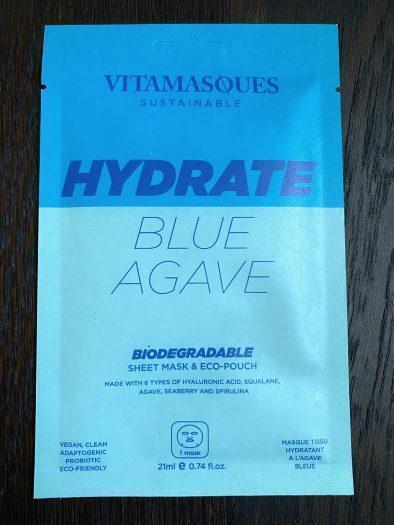 VITAMASQUES
SUSTAINABLE
HYDRATE
BLUE
AGAVE
BIODEGRADABLE
SHEET MASK & ECO-POUCH
MADE WITH 6 TYPES OF HYALURONIC ACID, SQUALANE,
AGAVE, SEABERRY AND SPIRULINA
VEGAN, CLEAN
ADAPTOGENIC
PROBIOTIC
ECO-FRIENDLY
1 mask
21ml e 0.74 fl.oz.
MASQUE TISSU
HYDRATANT
A L'AGAVE
BLEUE